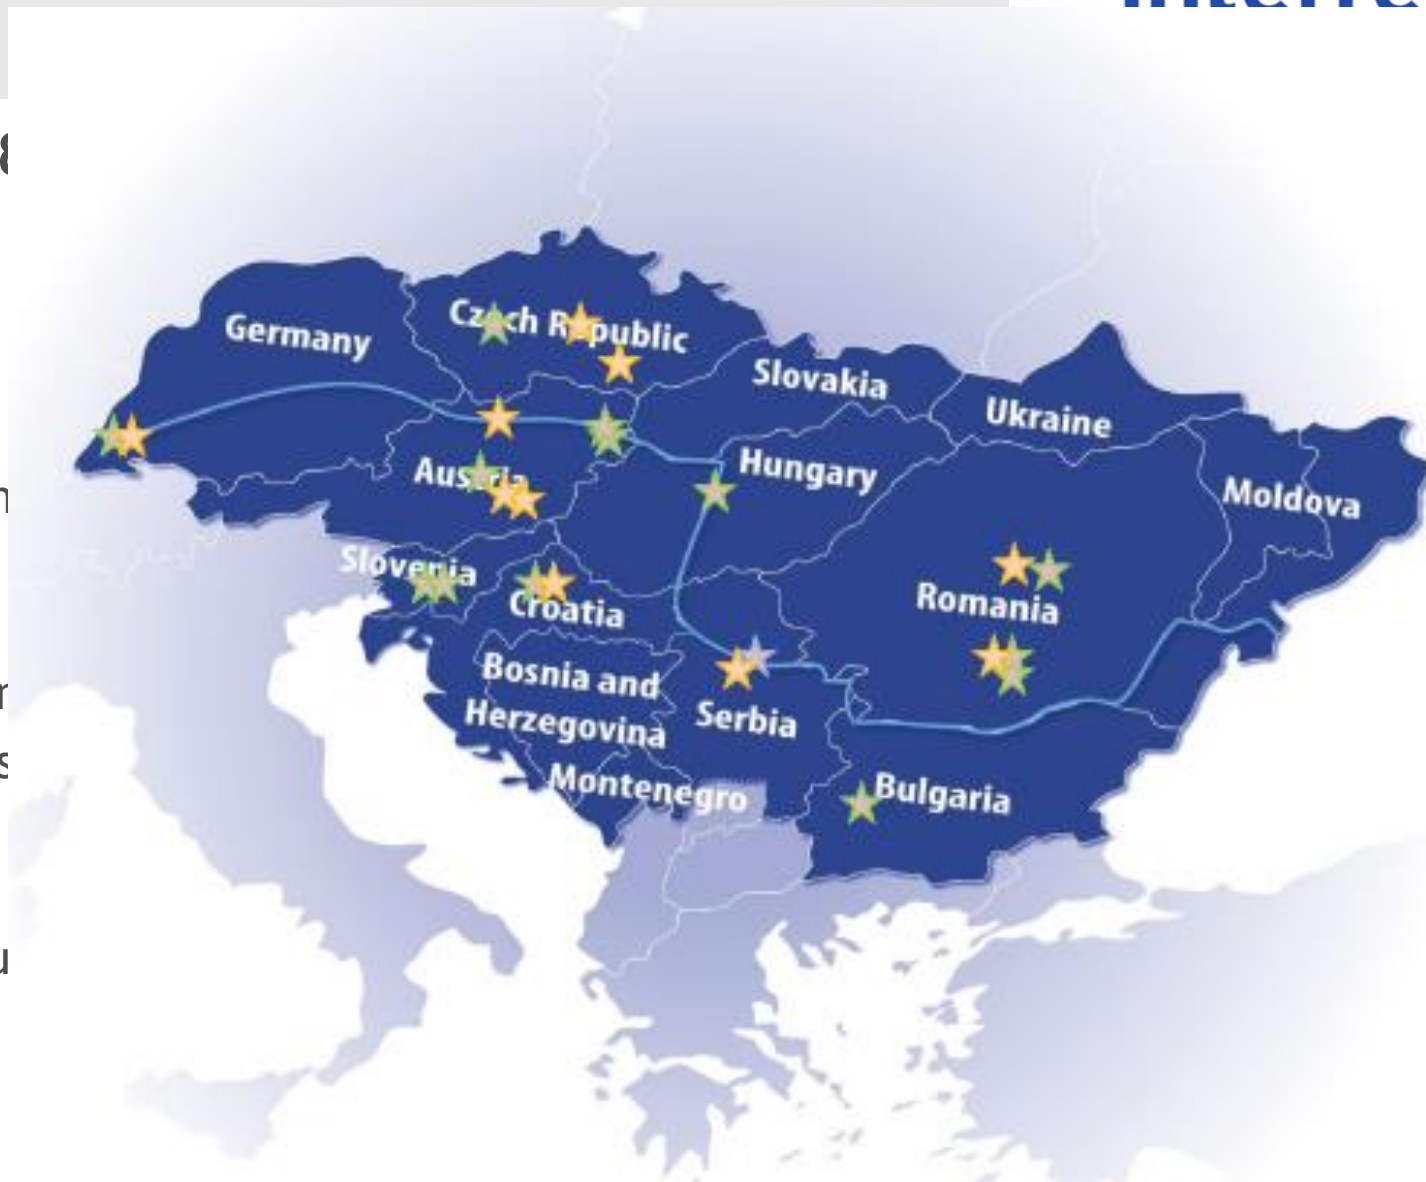 Germany
Czech Republic
Slovakia
Ukraine
Austria
Hungary
Moldova
Slovenia
Croatia
Romania
Bosnia and
Herzegovina
Serbia
Montenegro
Bulgaria